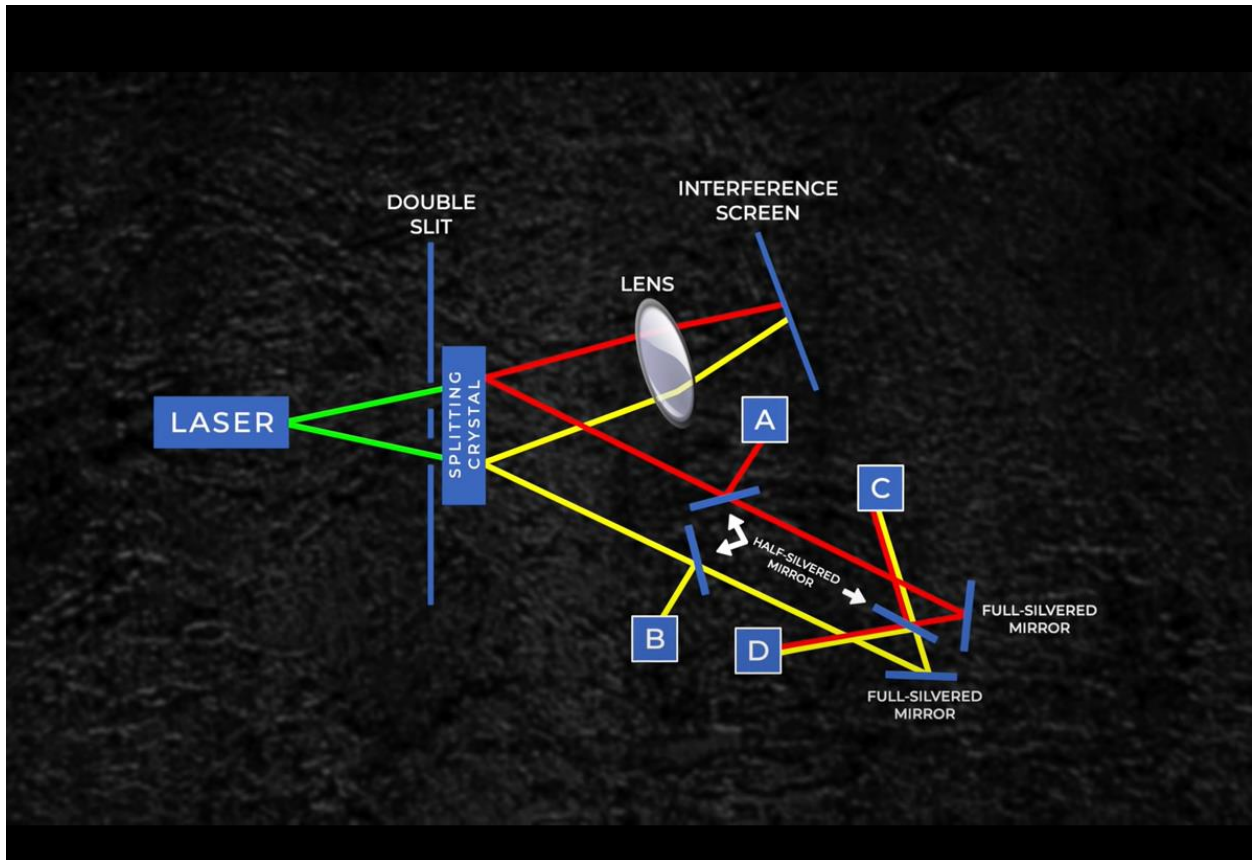 DOUBLE
SLIT
INTERFERENCE
SCREEN
LENS
LASER
SPLITTING
CRYSTAL
A
C
HALF-SILVERED
MIRROR
FULL-SILVERED
MIRROR
B
D
FULL-SILVERED
MIRROR